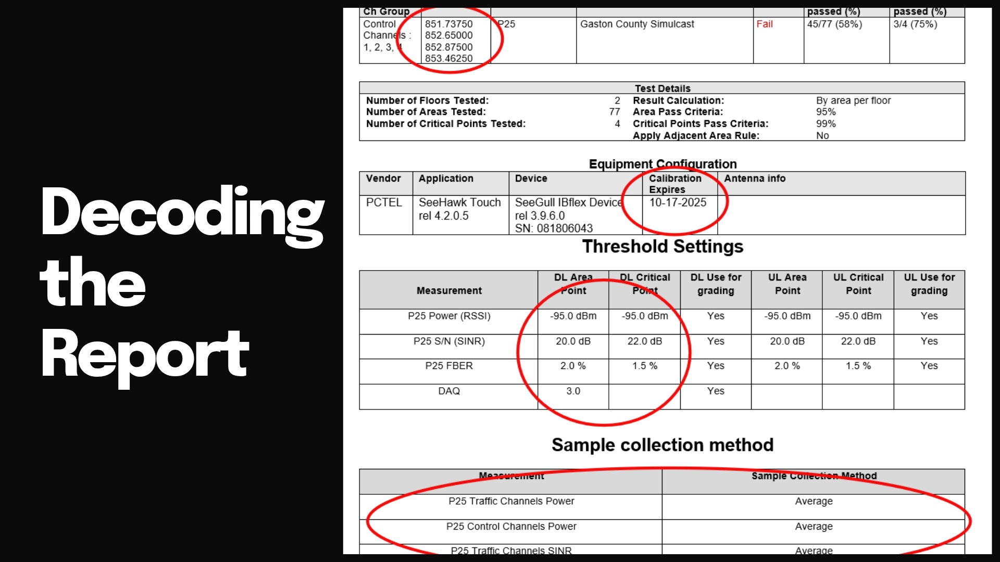 Decoding
the
Report
Ch Group passed (%) passed (%)
Control 851.73750 P25 Gaston County Simulcast Fail 45/77 (58%) 3/4 (75%)
Channels : 852.65000
1, 2, 3, 4 852.87500
853.46250
Test Details
Number of Floors Tested: 2 Result Calculation: By area per floor
Number of Areas Tested: 77 Area Pass Criteria: 95%
Number of Critical Points Tested: 4 Critical Points Pass Criteria: 99%
Apply Adjacent Area Rule: No
Equipment Configuration
Vendor Application Device Calibration Antenna info
Expires
PCTEL SeeHawk Touch SeeGull IBflex Device 10-17-2025
rel 4.2.0.5 rel 3.9.6.0
SN: 081806043
Threshold Settings
DL Area DL Critical DL Use for UL Area UL Critical UL Use for
Measurement Point Point grading Point Point grading
P25 Power (RSSI) -95.0 dBm -95.0 dBm Yes -95.0 dBm -95.0 dBm Yes
P25 S/N (SINR) 20.0 dB 22.0 dB Yes 20.0 dB 22.0 dB Yes
P25 FBER 2.0 % 1.5 % Yes 2.0 % 1.5 % Yes
DAQ 3.0 Yes
Sample collection method
Measurement Sample Collection Method
P25 Traffic Channels Power Average
P25 Control Channels Power Average
P25 Traffic Channels SINR Average